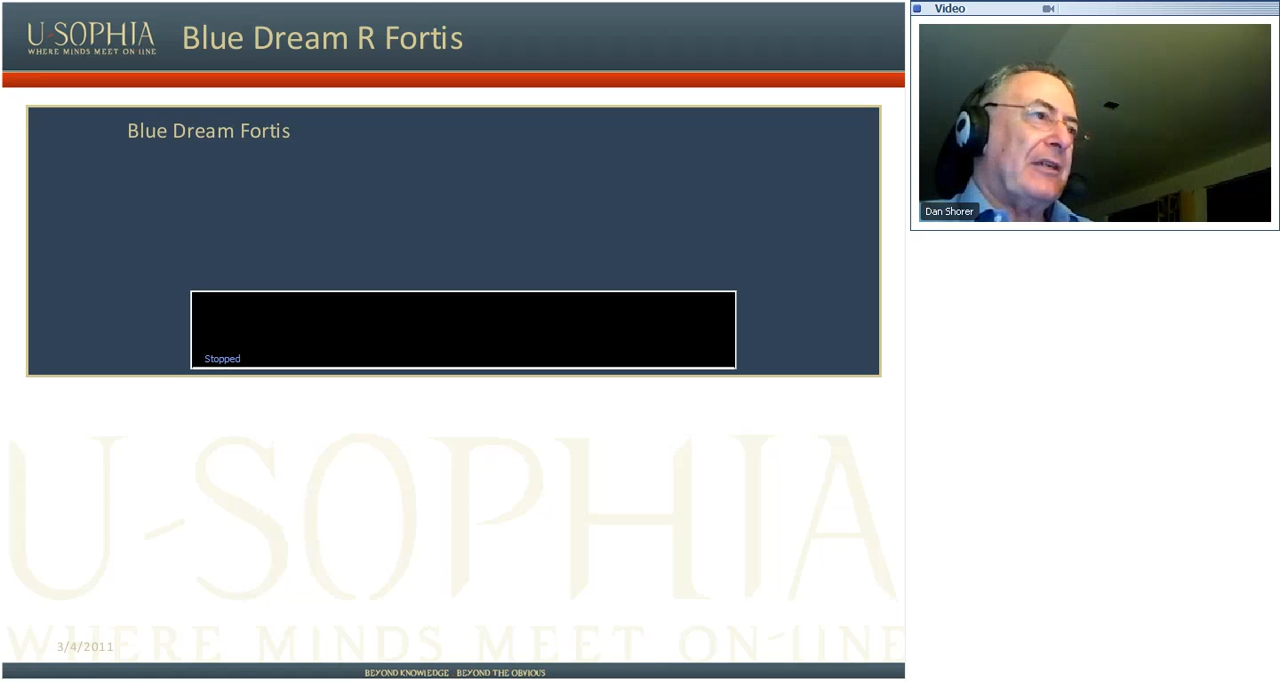 U-SOPHIA
WHERE MINDS MEET ON-LINE
Blue Dream R Fortis
Blue Dream Fortis
Stopped
U-SOPHIA
WHERE MINDS MEET ON-LINE
3/4/2011
BEYOND KNOWLEDGE BEYOND THE OBVIOUS
Video
Dan Shorer